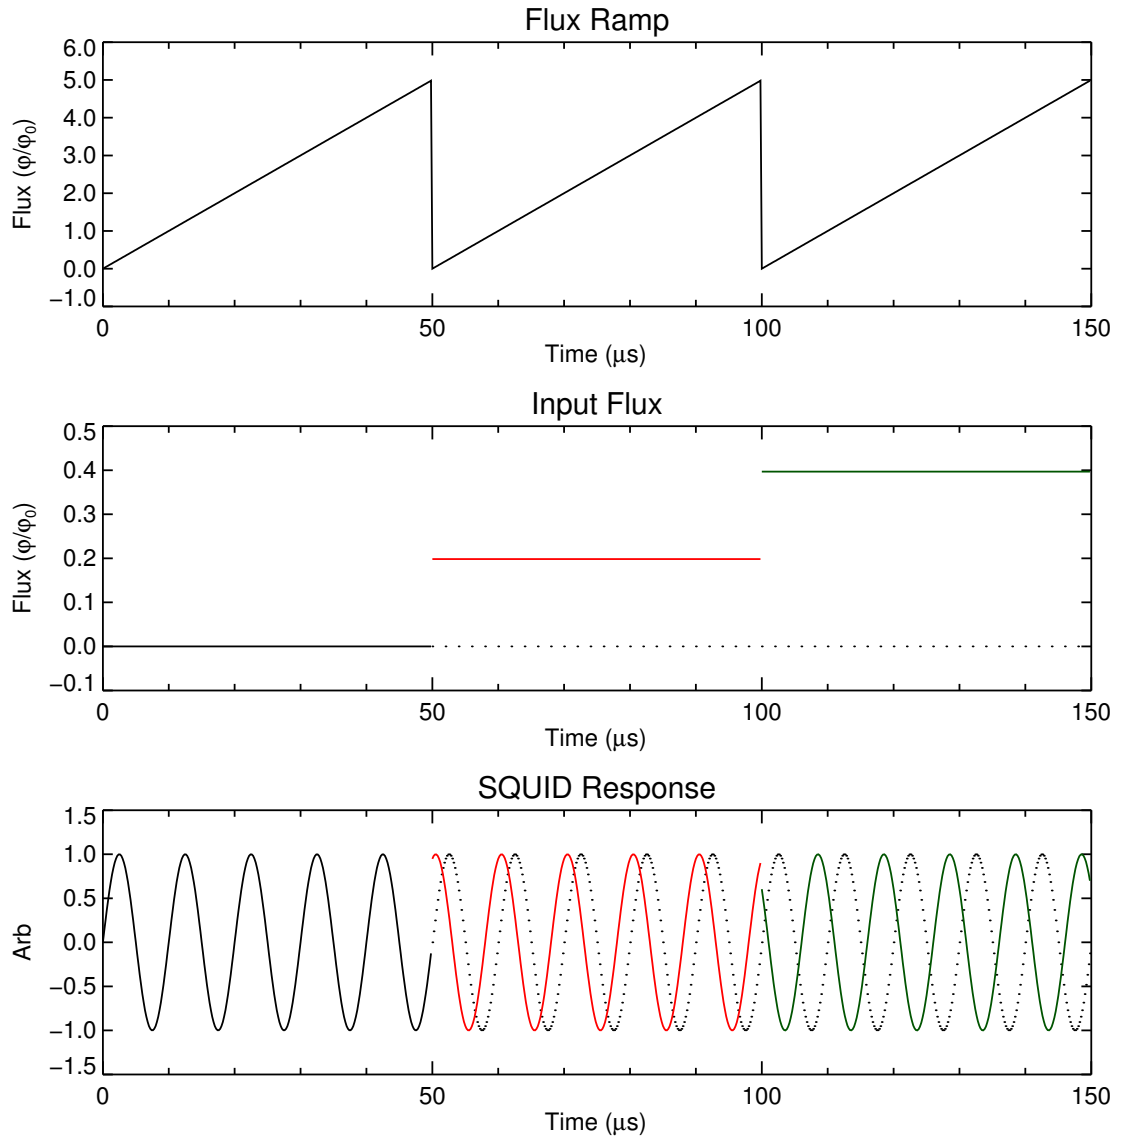 Flux Ramp
6.0
5.0
4.0
3.0
2.0
1.0
0.0
−1.0
Flux (φ/φ₀)
0 50 100 150
Time (μs)
Input Flux
0.5
0.4
0.3
0.2
0.1
0.0
−0.1
Flux (φ/φ₀)
0 50 100 150
Time (μs)
SQUID Response
1.5
1.0
0.5
0.0
−0.5
−1.0
−1.5
Arb
0 50 100 150
Time (μs)